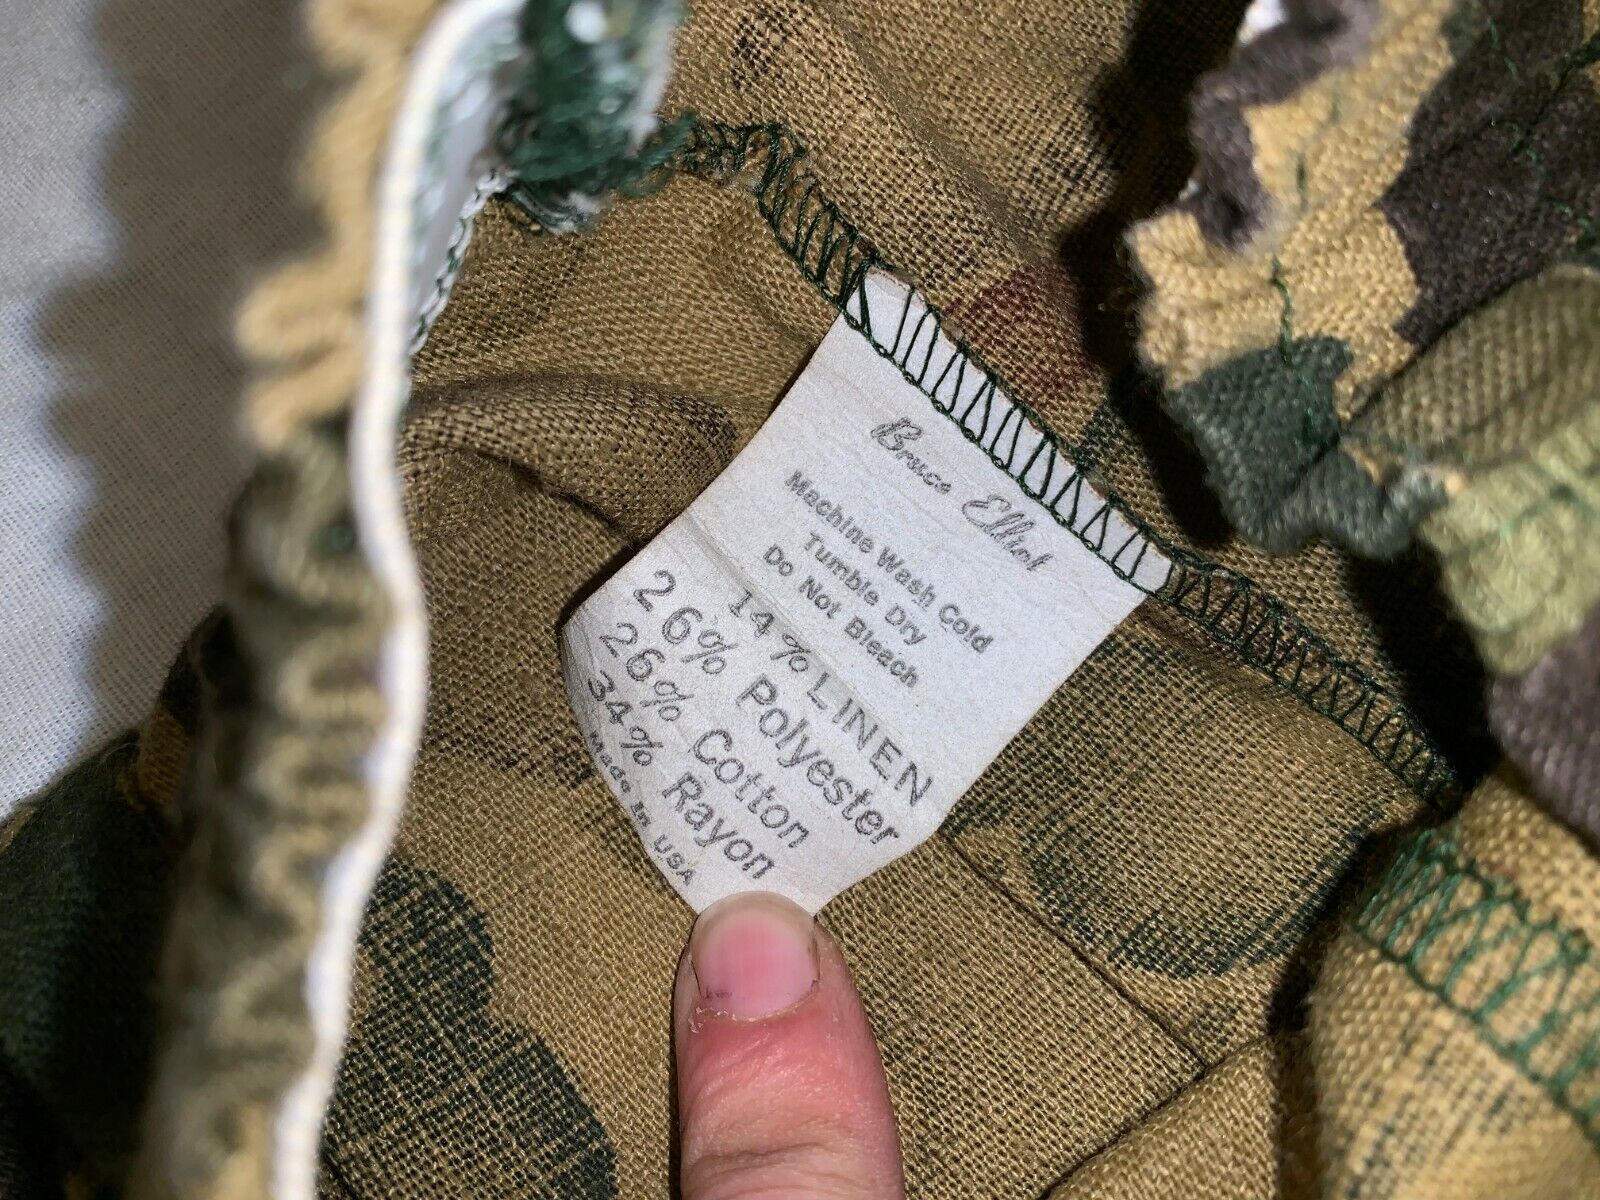 Bruce Elliot
Machine Wash Cold
Tumble Dry
Do Not Bleach
14% LINEN
26% Polyester
26% Cotton
34% Rayon
Made in USA